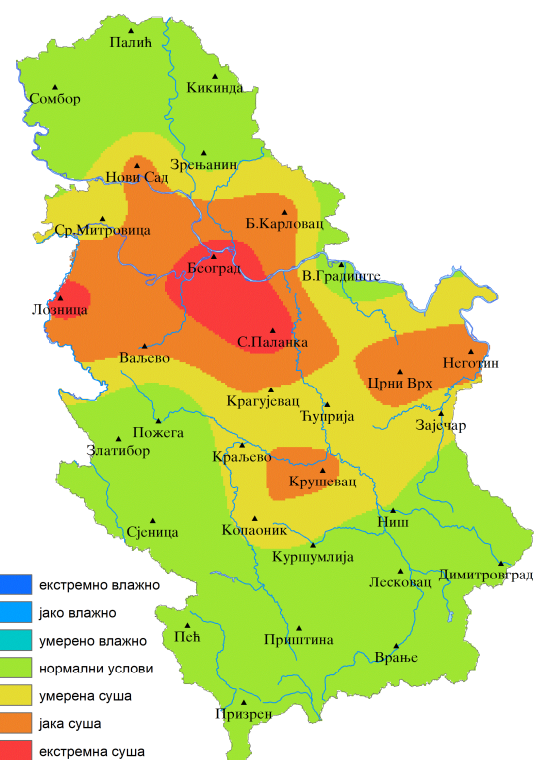 Палић
Кикинда
Сомбор
Зрењанин
Нови Сад
Б.Карловац
Ср.Митровица
Београд
В.Градиште
Лозница
С.Паланка
Ваљево
Неготин
Црни Врх
Крагујевац
Ћуприја
Зајечар
Пожега
Златибор
Краљево
Крушевац
Копаоник
Ниш
Сјеница
Куршумлија
Димитровград
Лесковац
Пећ
Приштина
Врање
Призрен
екстремно влажно
јако влажно
умерено влажно
нормални услови
умерена суша
јака суша
екстремна суша